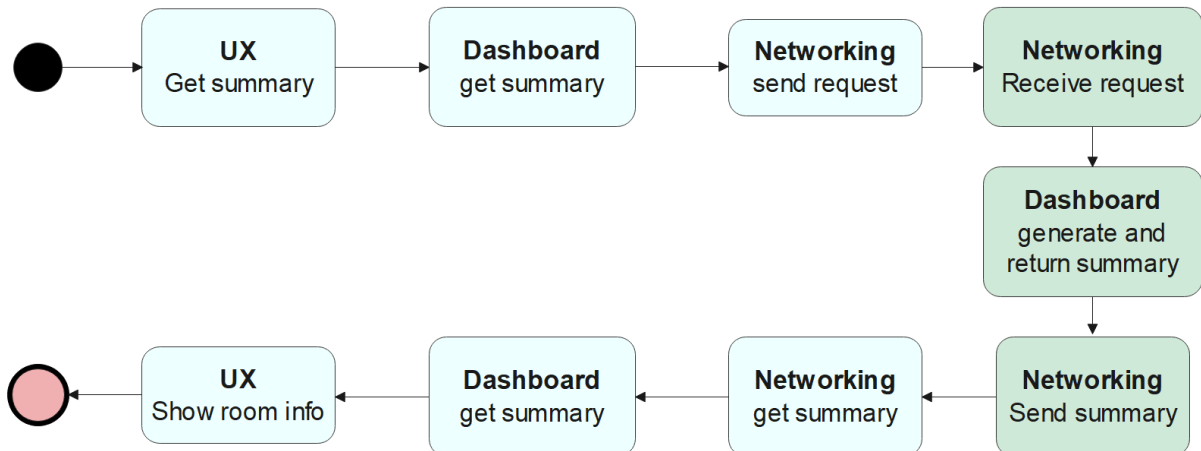 UX
Get summary
Dashboard
get summary
Networking
send request
Networking
Receive request
Dashboard
generate and
return summary
UX
Show room info
Dashboard
get summary
Networking
get summary
Networking
Send summary